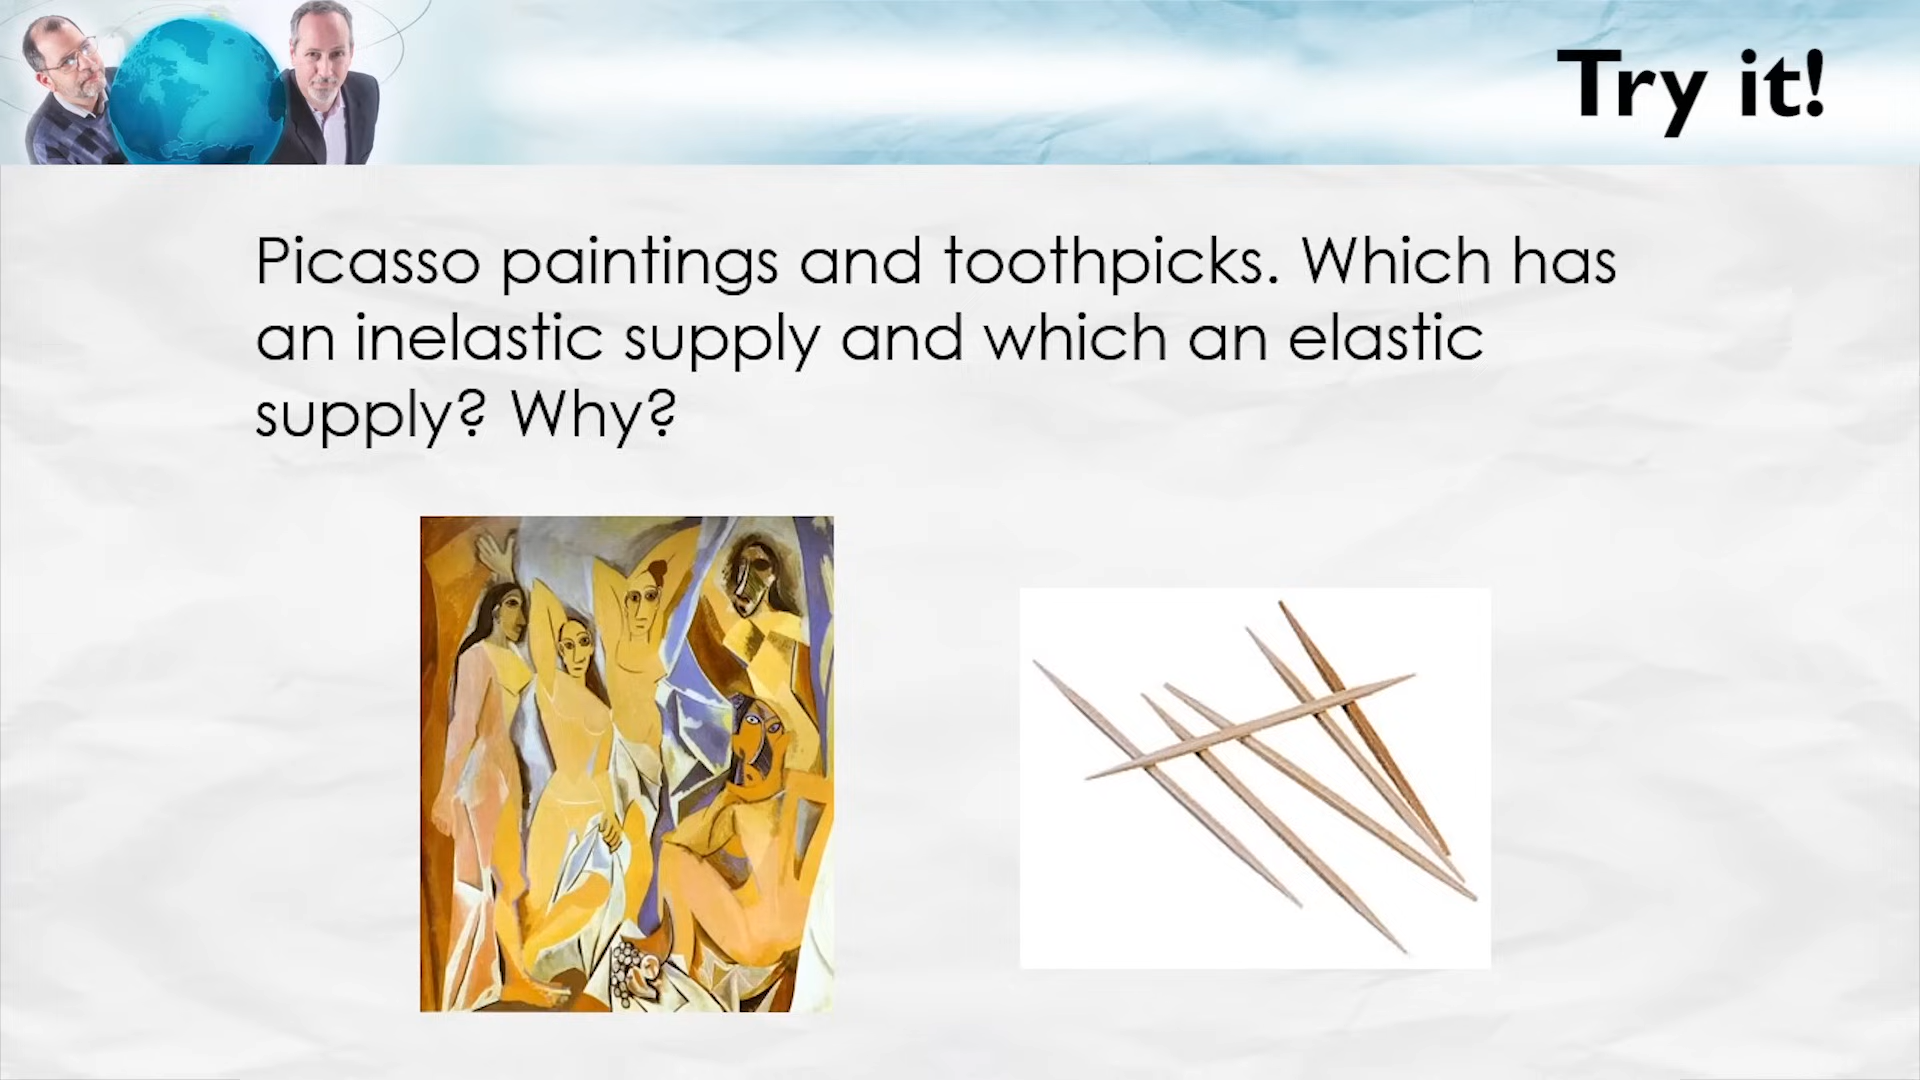 Try it!
Picasso paintings and toothpicks. Which has
an inelastic supply and which an elastic
supply? Why?